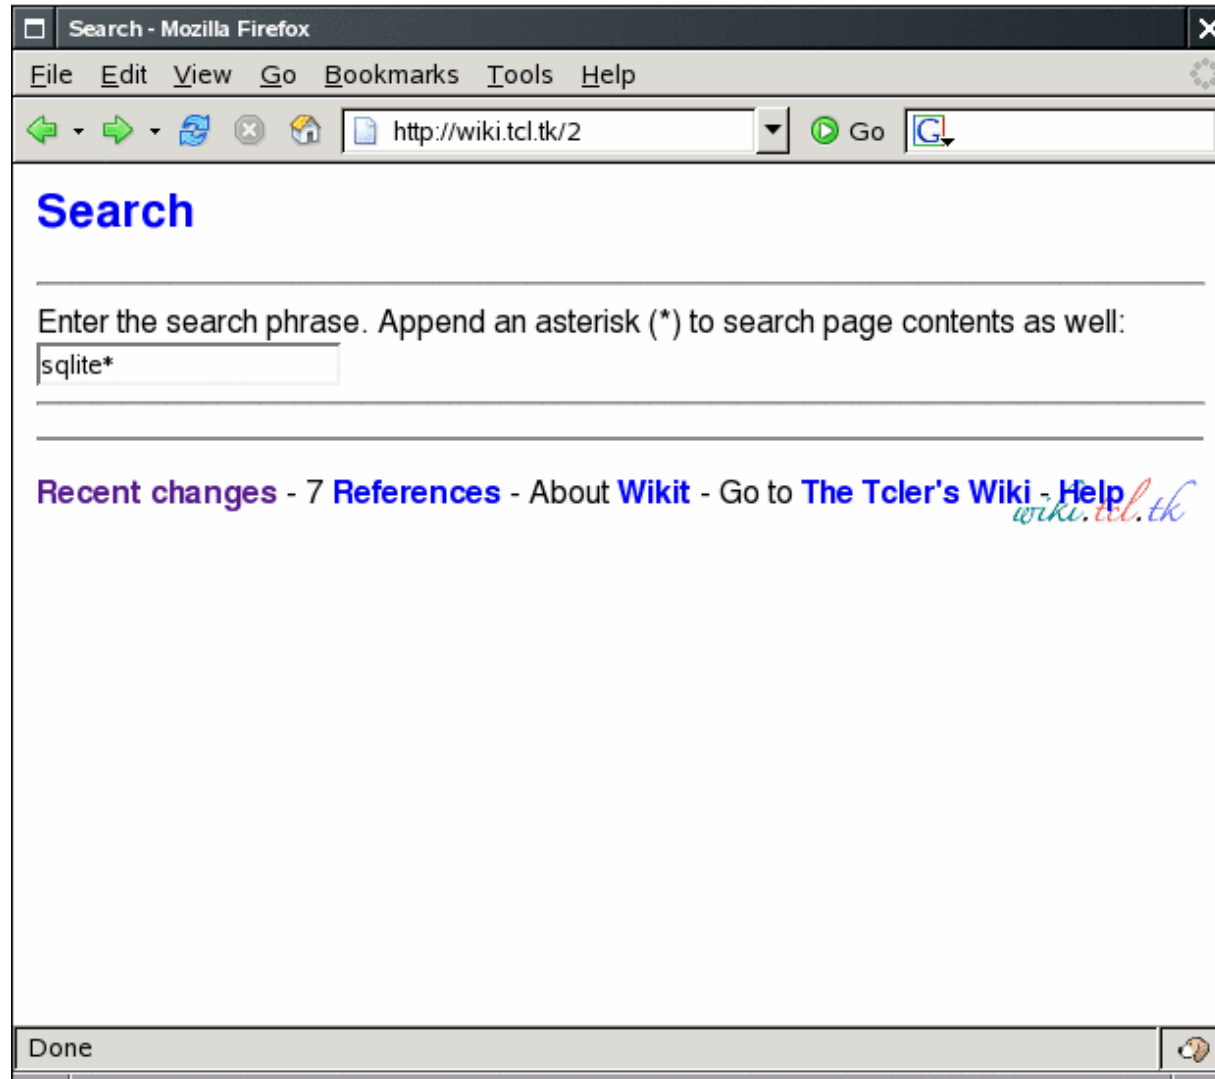 Search - Mozilla Firefox
File Edit View Go Bookmarks Tools Help
http://wiki.tcl.tk/2 Go G
Search
Enter the search phrase. Append an asterisk (*) to search page contents as well:
sqlite*
Recent changes - 7 References - About Wikit - Go to The Tcler's Wiki - Help
wiki.tcl.tk
Done